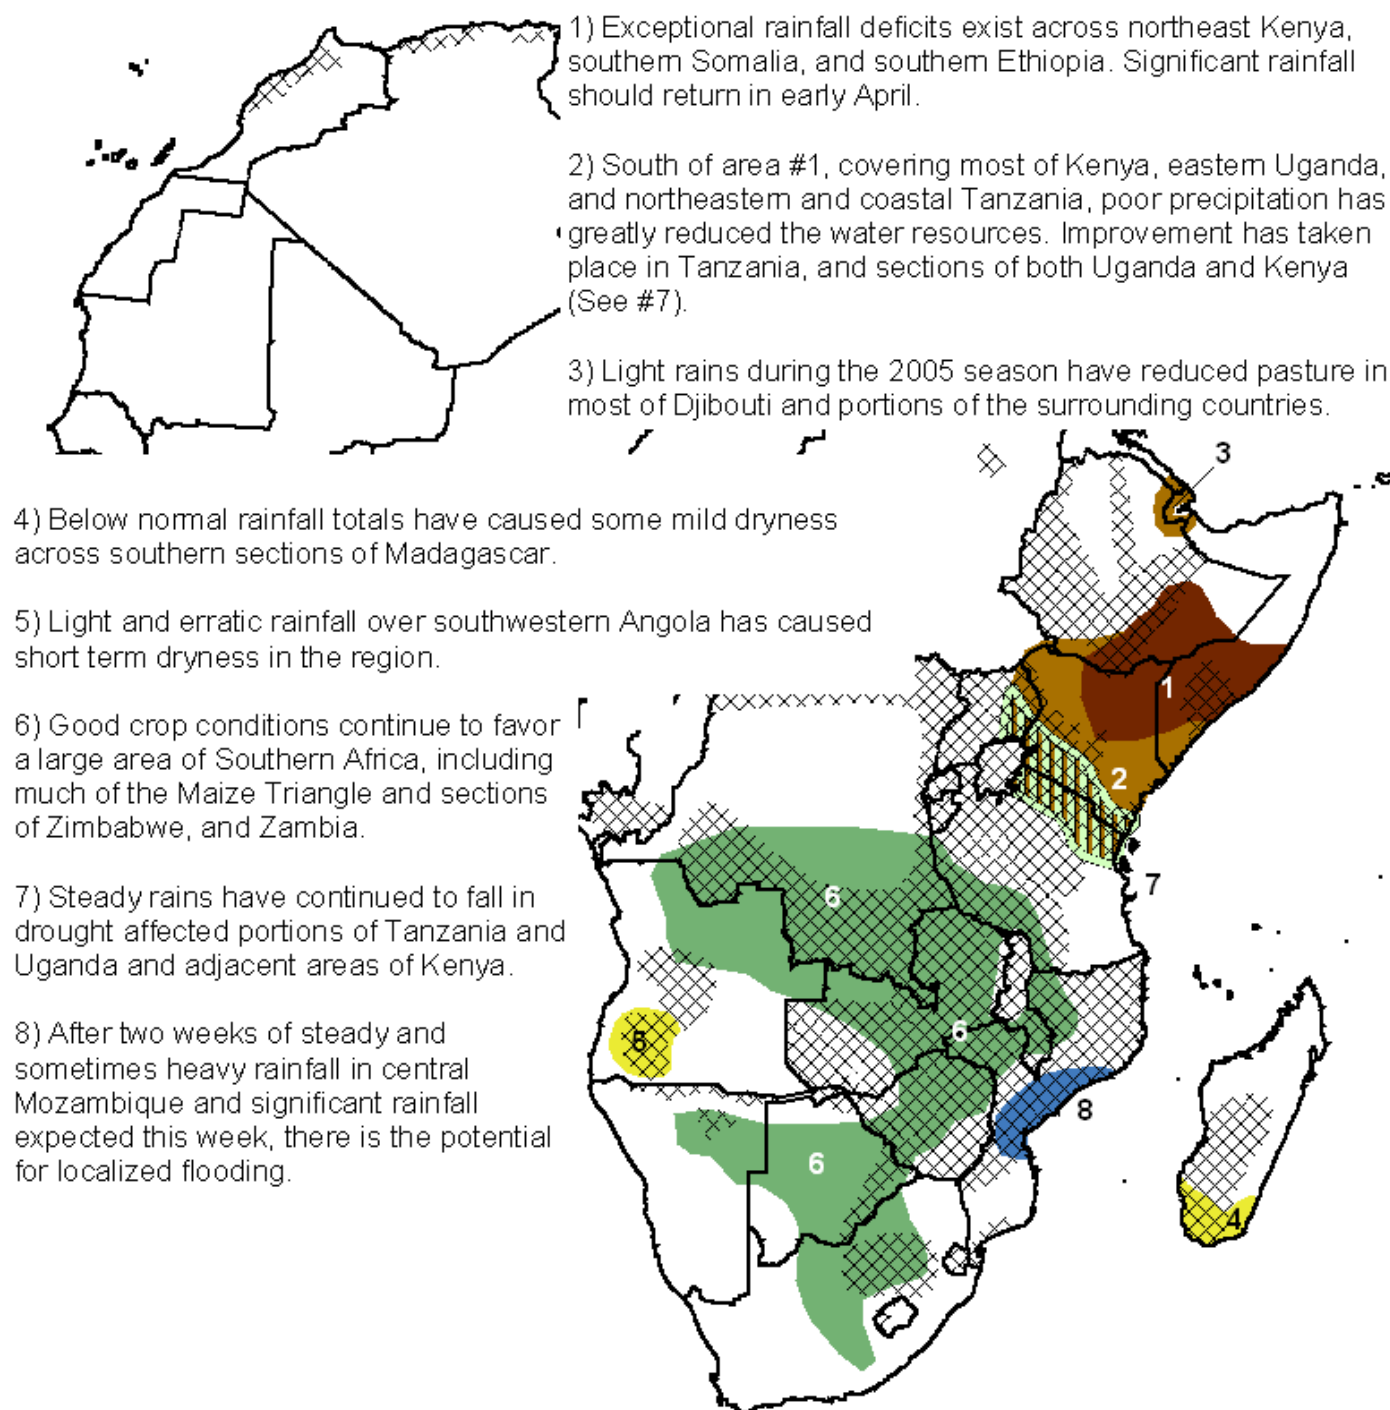 1) Exceptional rainfall deficits exist across northeast Kenya,
southern Somalia, and southern Ethiopia. Significant rainfall
should return in early April.
2) South of area #1, covering most of Kenya, eastern Uganda,
and northeastern and coastal Tanzania, poor precipitation has
greatly reduced the water resources. Improvement has taken
place in Tanzania, and sections of both Uganda and Kenya
(See #7).
3) Light rains during the 2005 season have reduced pasture in
most of Djibouti and portions of the surrounding countries.
3
4) Below normal rainfall totals have caused some mild dryness
across southern sections of Madagascar.
5) Light and erratic rainfall over southwestern Angola has caused
short term dryness in the region.
1
6) Good crop conditions continue to favor
a large area of Southern Africa, including
much of the Maize Triangle and sections
of Zimbabwe, and Zambia.
2
7) Steady rains have continued to fall in
drought affected portions of Tanzania and
Uganda and adjacent areas of Kenya.
6
7
8) After two weeks of steady and
sometimes heavy rainfall in central
Mozambique and significant rainfall
expected this week, there is the potential
for localized flooding.
5
6
8
6
4